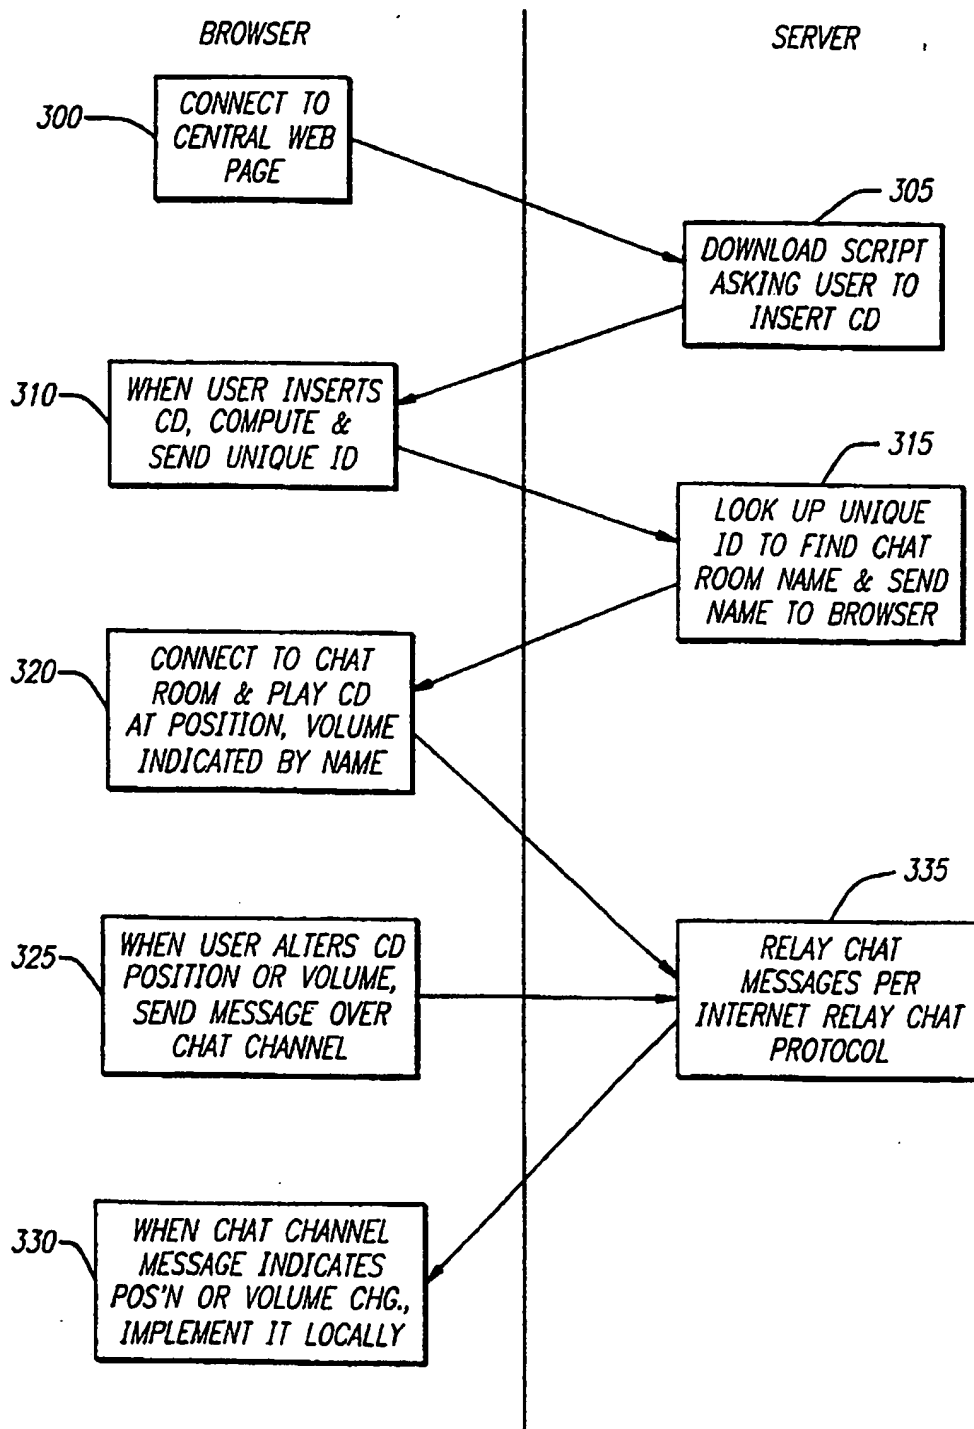 BROWSER
SERVER
300
CONNECT TO
CENTRAL WEB
PAGE
305
DOWNLOAD SCRIPT
ASKING USER TO
INSERT CD
310
WHEN USER INSERTS
CD, COMPUTE &
SEND UNIQUE ID
315
LOOK UP UNIQUE
ID TO FIND CHAT
ROOM NAME & SEND
NAME TO BROWSER
320
CONNECT TO CHAT
ROOM & PLAY CD
AT POSITION, VOLUME
INDICATED BY NAME
335
RELAY CHAT
MESSAGES PER
INTERNET RELAY CHAT
PROTOCOL
325
WHEN USER ALTERS CD
POSITION OR VOLUME,
SEND MESSAGE OVER
CHAT CHANNEL
330
WHEN CHAT CHANNEL
MESSAGE INDICATES
POS'N OR VOLUME CHG.,
IMPLEMENT IT LOCALLY